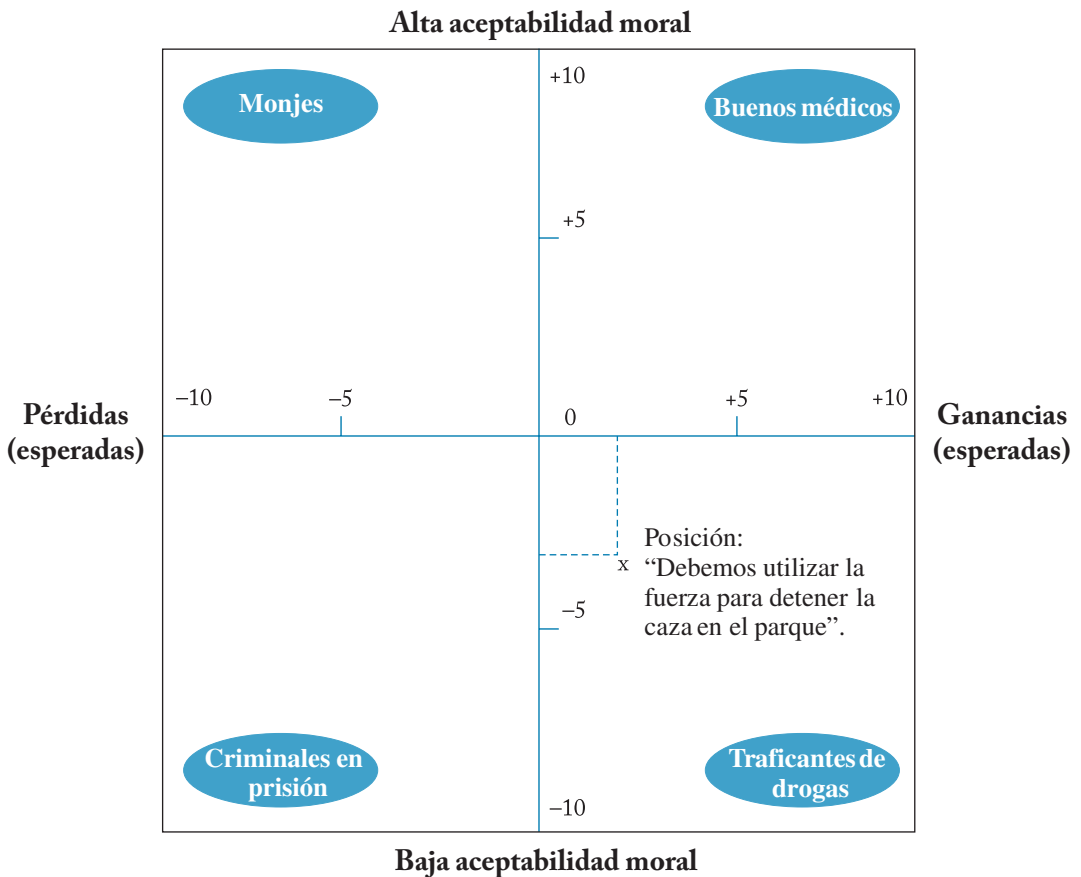 Alta aceptabilidad moral
+10
Monjes
Buenos médicos
+5
–10
–5
+5
+10
0
Pérdidas
(esperadas)
Ganancias
(esperadas)
Posición:
x
“Debemos utilizar la
fuerza para detener la
caza en el parque”.
–5
Criminales en
prisión
Traficantes de
drogas
–10
Baja aceptabilidad moral